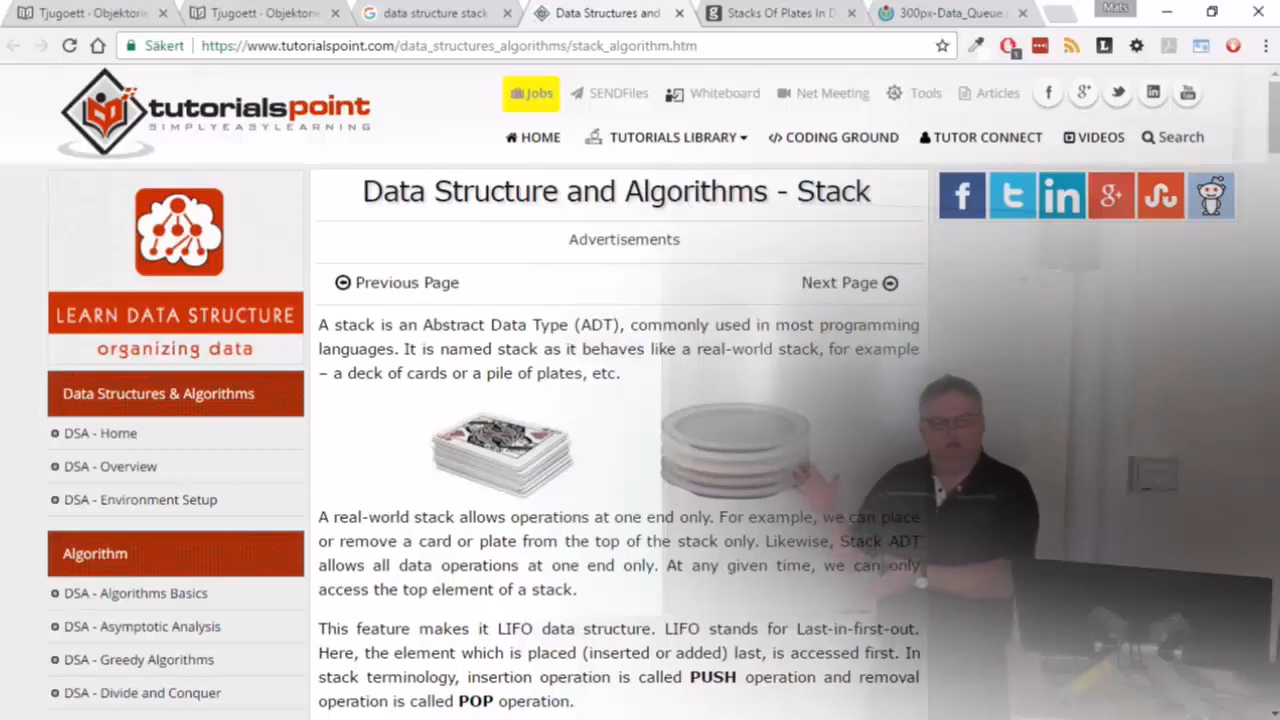 Tjugoett - Objektone
Tjugoett - Objektone
data structure stack
Data Structures and
Stacks Of Plates In D
300px-Data_Queue.
Mats
Säkert
https://www.tutorialspoint.com/data_structures_algorithms/stack_algorithm.htm
1
tutorialspoint
SIMPLYEASYLEARNING
Jobs
SENDFiles
Whiteboard
Net Meeting
Tools
Articles
HOME
TUTORIALS LIBRARY
CODING GROUND
TUTOR CONNECT
VIDEOS
Search
LEARN DATA STRUCTURE
organizing data
Data Structures & Algorithms
DSA - Home
DSA - Overview
DSA - Environment Setup
Algorithm
DSA - Algorithms Basics
DSA - Asymptotic Analysis
DSA - Greedy Algorithms
DSA - Divide and Conquer
Data Structure and Algorithms - Stack
Advertisements
Previous Page
Next Page
A stack is an Abstract Data Type (ADT), commonly used in most programming
languages. It is named stack as it behaves like a real-world stack, for example
– a deck of cards or a pile of plates, etc.
A real-world stack allows operations at one end only. For example, we can place
or remove a card or plate from the top of the stack only. Likewise, Stack ADT
allows all data operations at one end only. At any given time, we can only
access the top element of a stack.
This feature makes it LIFO data structure. LIFO stands for Last-in-first-out.
Here, the element which is placed (inserted or added) last, is accessed first. In
stack terminology, insertion operation is called PUSH operation and removal
operation is called POP operation.